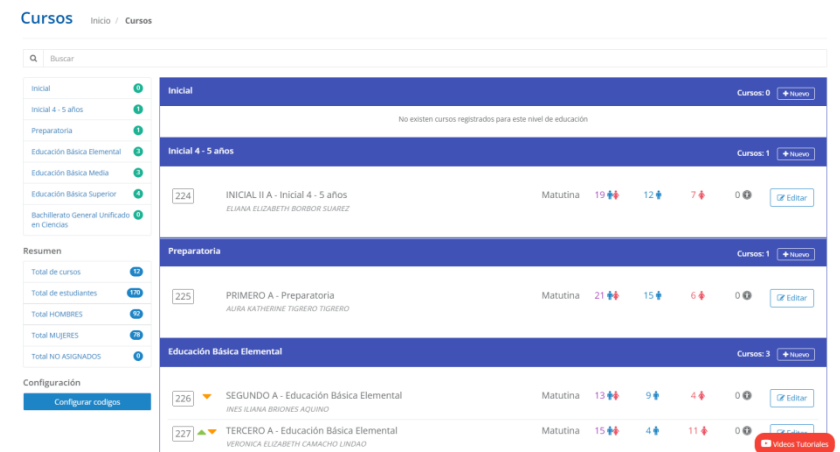 Cursos Inicio / Cursos
Buscar
Inicial 0
Inicial 4 - 5 años 1
Preparatoria 1
Educación Básica Elemental 3
Educación Básica Media 3
Educación Básica Superior 4
Bachillerato General Unificado en Ciencias 0
Resumen
Total de cursos 12
Total de estudiantes 170
Total HOMBRES 92
Total MUJERES 78
Total NO ASIGNADOS 0
Configuración
Configurar codigos
Inicial Cursos: 0 Nuevo
No existen cursos registrados para este nivel de educación
Inicial 4 - 5 años Cursos: 1 Nuevo
224 INICIAL II A - Inicial 4 - 5 años Matutina 19 12 7 0 Editar
ELIANA ELIZABETH BORBOR SUAREZ
Preparatoria Cursos: 1 Nuevo
225 PRIMERO A - Preparatoria Matutina 21 15 6 0 Editar
AURA KATHERINE TIGRERO TIGRERO
Educación Básica Elemental Cursos: 3 Nuevo
226 SEGUNDO A - Educación Básica Elemental Matutina 13 9 4 0 Editar
INES ILIANA BRIONES AQUINO
227 TERCERO A - Educación Básica Elemental Matutina 15 4 11 0 Editar
VERONICA ELIZABETH CAMACHO LINDAO
Videos Tutoriales